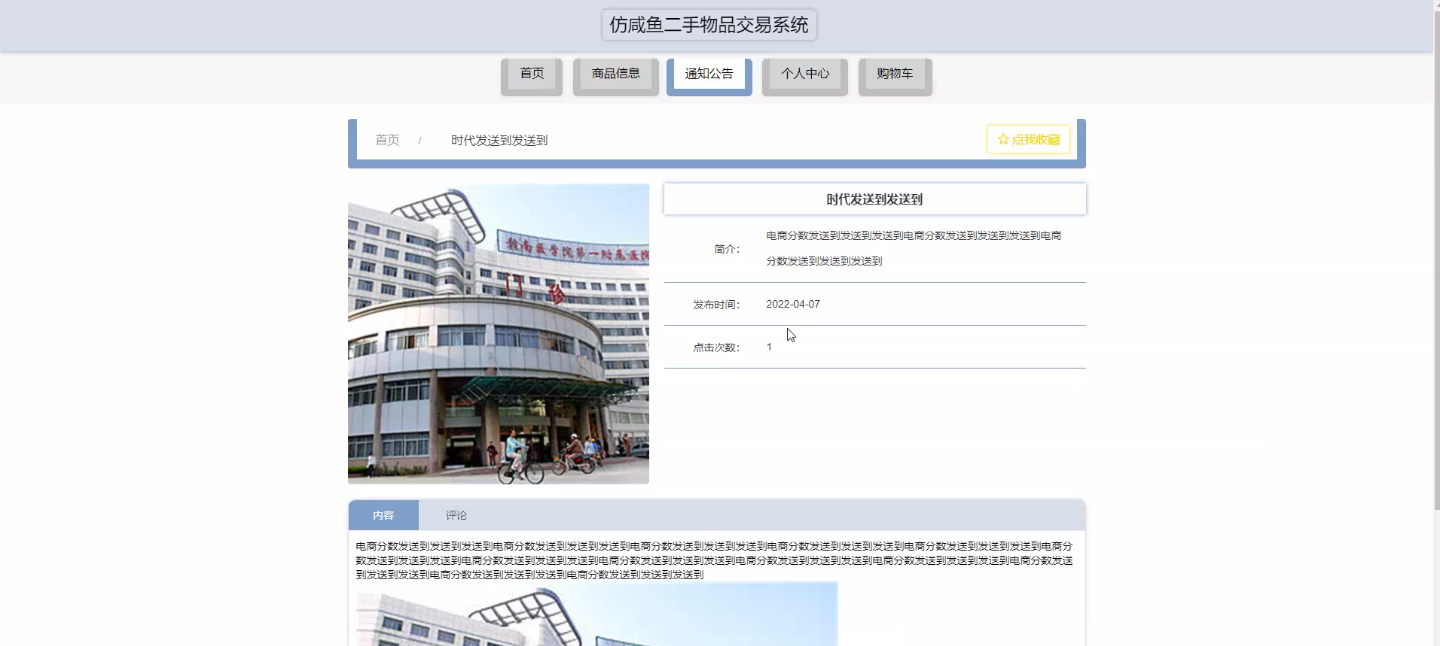 仿咸鱼二手物品交易系统
首页 商品信息 通知公告 个人中心 购物车
首页 / 时代发送到发送到
点我收藏
赣南医学院第一附属医院
门诊
时代发送到发送到
简介： 电商分数发送到发送到发送到电商分数发送到发送到发送到电商
分数发送到发送到发送到
发布时间： 2022-04-07
点击次数： 1
内容 评论
电商分数发送到发送到发送到电商分数发送到发送到发送到电商分数发送到发送到发送到电商分数发送到发送到发送到电商分数发送到发送到发送到电商分
数发送到发送到发送到电商分数发送到发送到发送到电商分数发送到发送到发送到电商分数发送到发送到发送到电商分数发送到发送到发送到电商分数发送
到发送到发送到电商分数发送到发送到发送到电商分数发送到发送到发送到